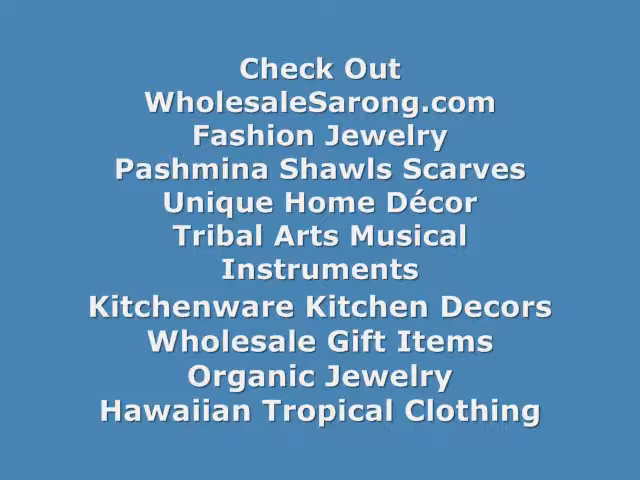 Check Out
WholesaleSarong.com
Fashion Jewelry
Pashmina Shawls Scarves
Unique Home Décor
Tribal Arts Musical
Instruments
Kitchenware Kitchen Decors
Wholesale Gift Items
Organic Jewelry
Hawaiian Tropical Clothing